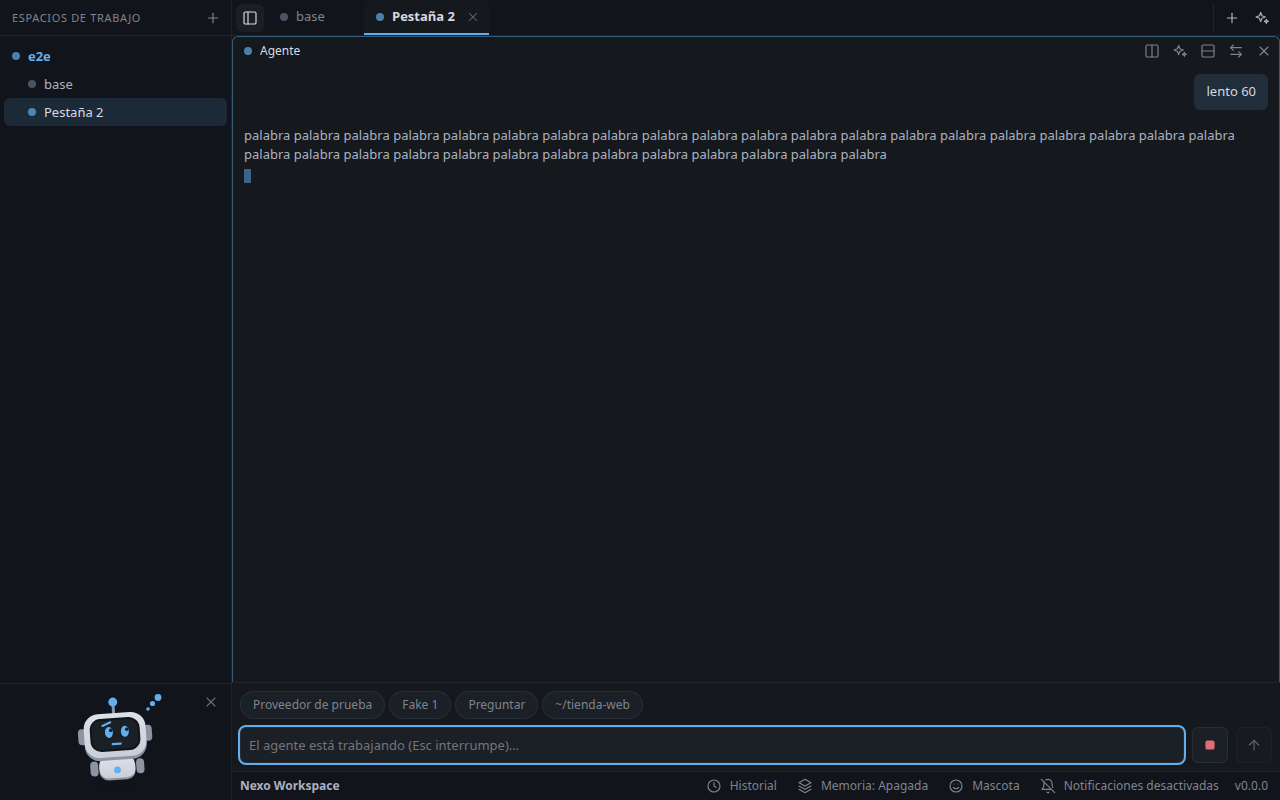 ESPACIOS DE TRABAJO
base
Pestaña 2
e2e
base
Pestaña 2
Agente
lento 60
palabra palabra palabra palabra palabra palabra palabra palabra palabra palabra palabra palabra palabra palabra palabra palabra palabra palabra palabra palabra
palabra palabra palabra palabra palabra palabra palabra palabra palabra palabra palabra palabra palabra
Proveedor de prueba
Fake 1
Preguntar
~/tienda-web
El agente está trabajando (Esc interrumpe)...
Nexo Workspace
Historial
Memoria: Apagada
Mascota
Notificaciones desactivadas
v0.0.0